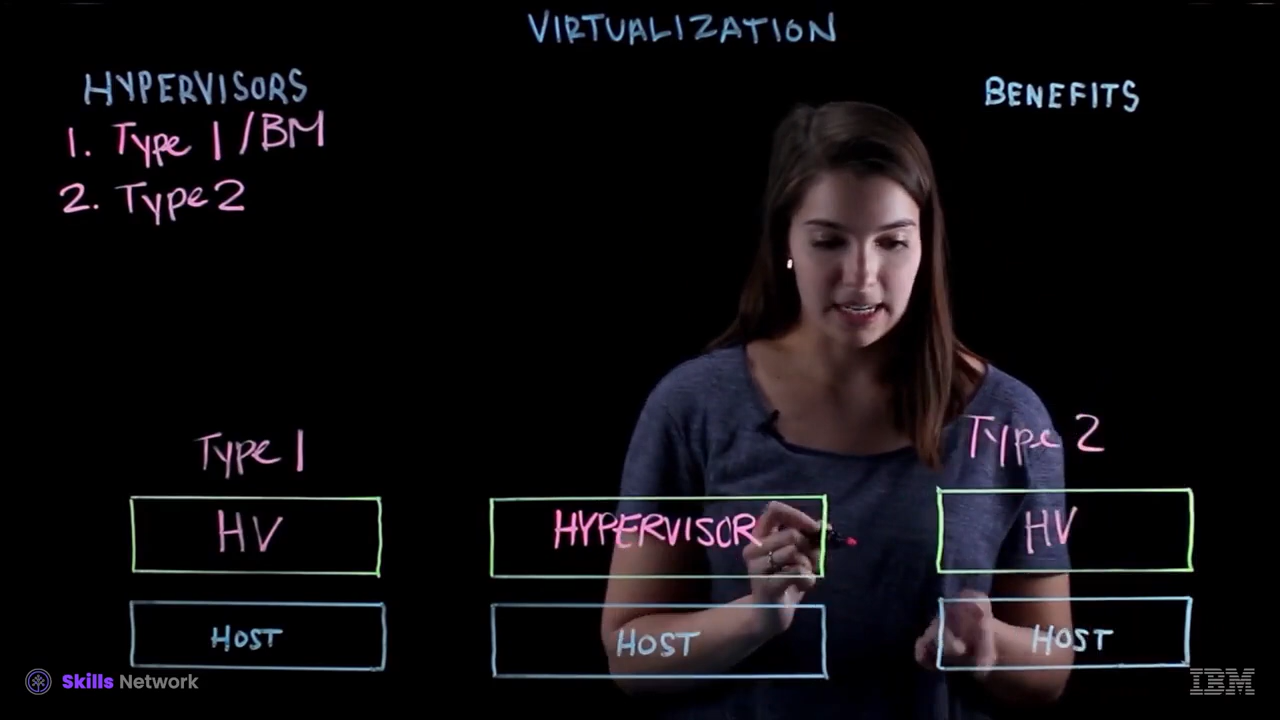 VIRTUALIZATION
HYPERVISORS
1. Type 1/BM
2. Type 2
BENEFITS
Type 1
Type 2
HV
HYPERVISOR
HV
HOST
HOST
HOST
Skills Network
IBM